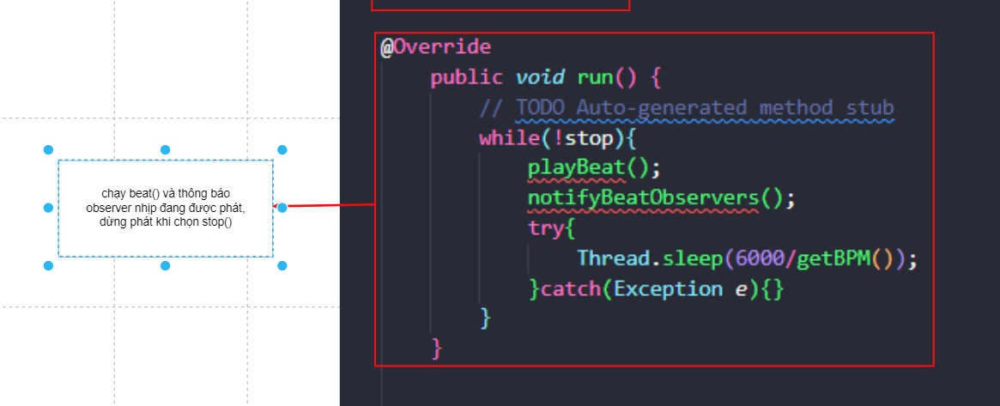 chạy beat() và thông báo
observer nhịp đang được phát,
dừng phát khi chọn stop()
@Override
public void run() {
// TODO Auto-generated method stub
while(!stop){
playBeat();
notifyBeatObservers();
try{
Thread.sleep(6000/getBPM());
}catch(Exception e){}
}
}